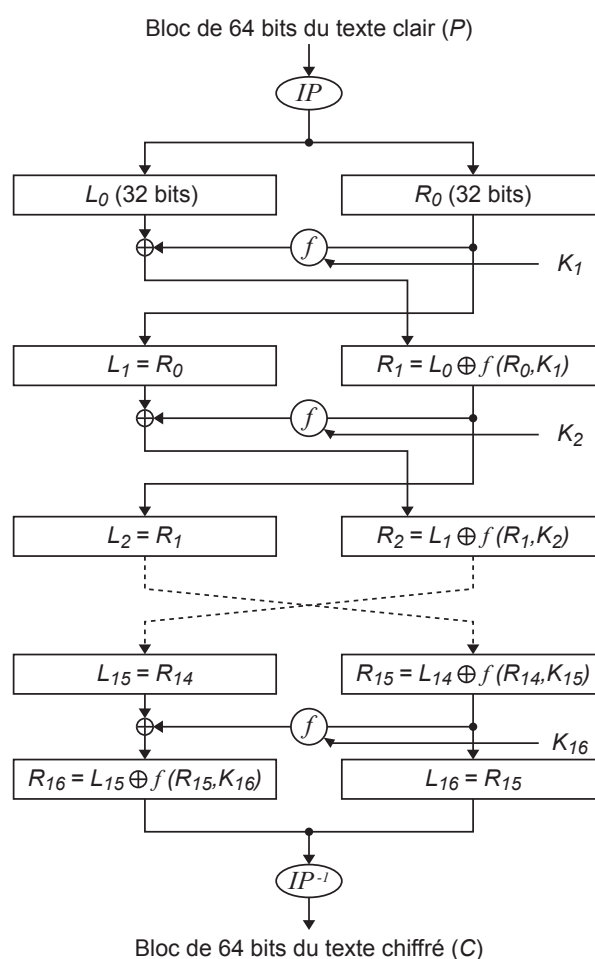 Bloc de 64 bits du texte clair (P)
IP
L₀ (32 bits)
R₀ (32 bits)
f
K₁
L₁ = R₀
R₁ = L₀ ⊕ f(R₀,K₁)
f
K₂
L₂ = R₁
R₂ = L₁ ⊕ f(R₁,K₂)
L₁₅ = R₁₄
R₁₅ = L₁₄ ⊕ f(R₁₄,K₁₅)
f
K₁₆
R₁₆ = L₁₅ ⊕ f(R₁₅,K₁₆)
L₁₆ = R₁₅
IP⁻¹
Bloc de 64 bits du texte chiffré (C)